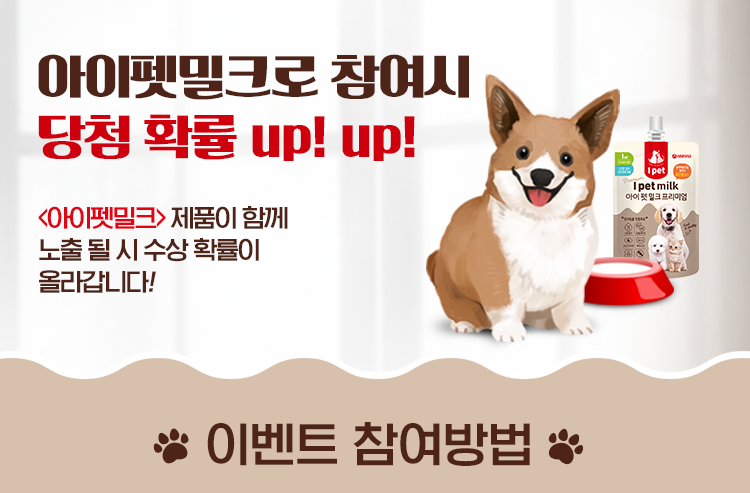 아이펫밀크로 참여시
당첨 확률 up! up!
<아이펫밀크> 제품이 함께
노출 될 시 수상 확률이
올라갑니다!
I pet
I pet milk
아이 펫 밀크 프리미엄
이벤트 참여방법